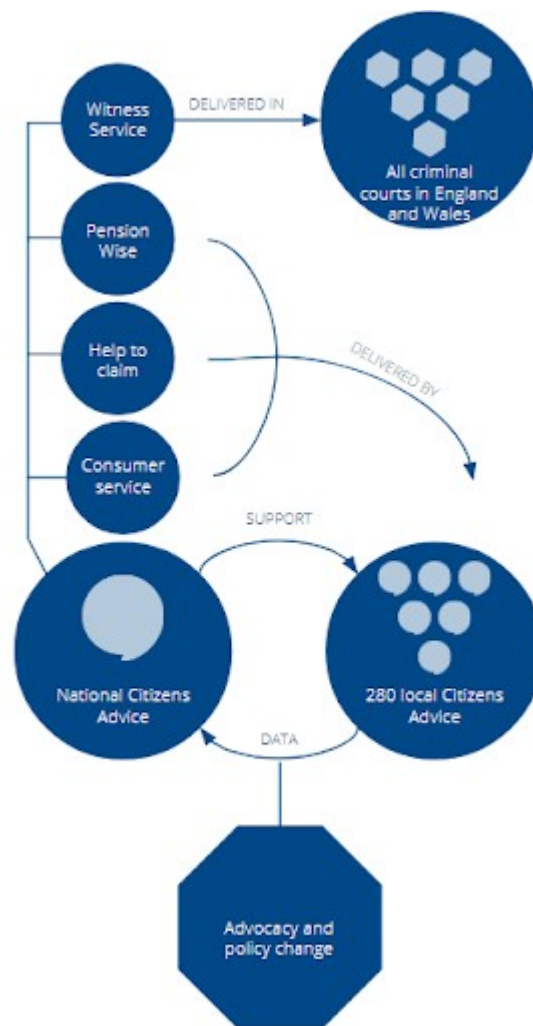 Witness
Service
DELIVERED IN
All criminal
courts in England
and Wales
Pension
Wise
Help to
claim
DELIVERED BY
Consumer
service
SUPPORT
National Citizens
Advice
280 local Citizens
Advice
DATA
Advocacy and
policy change